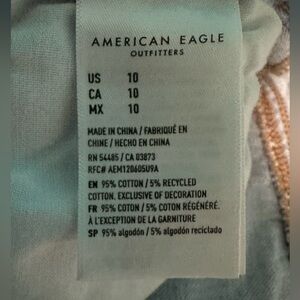 AMERICAN EAGLE
OUTFITTERS
US 10
CA 10
MX 10
MADE IN CHINA / FABRIQUÉ EN
CHINE / HECHO EN CHINA
RN 54485 / CA 03873
RFC# AEM120605U9A
EN 95% COTTON / 5% RECYCLED
COTTON. EXCLUSIVE OF DECORATION
FR 95% COTON / 5% COTON RÉGÉNÉRÉ.
À L'EXCEPTION DE LA GARNITURE
SP 95% algodón / 5% algodón reciclado